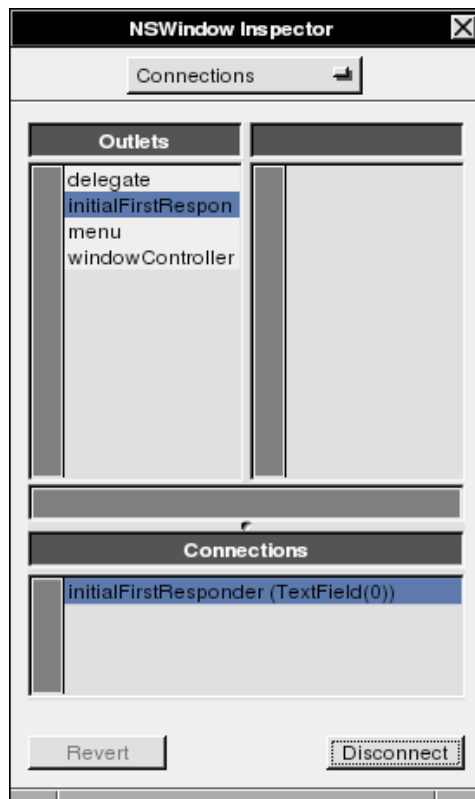 NSWindow Inspector
Connections
Outlets
delegate
initialFirstRespon
menu
windowController
Connections
initialFirstResponder (TextField(0))
Revert
Disconnect